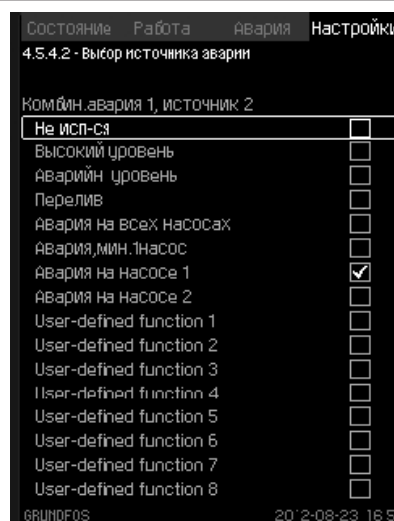 Состояние Работа Авария Настройки
4.5.4.2 - Выбор источника аварии
Комбин.авария 1, источник 2
Не исп-ся
Высокий уровень
Аварийн уровень
Перелив
Авария на всех насосах
Авария,мин.1насос
Авария на насосе 1
Авария на насосе 2
User-defined function 1
User-defined function 2
User-defined function 3
User-defined function 4
User-defined function 5
User-defined function 6
User-defined function 7
User-defined function 8
GRUNDFOS 2012-08-23 16:5